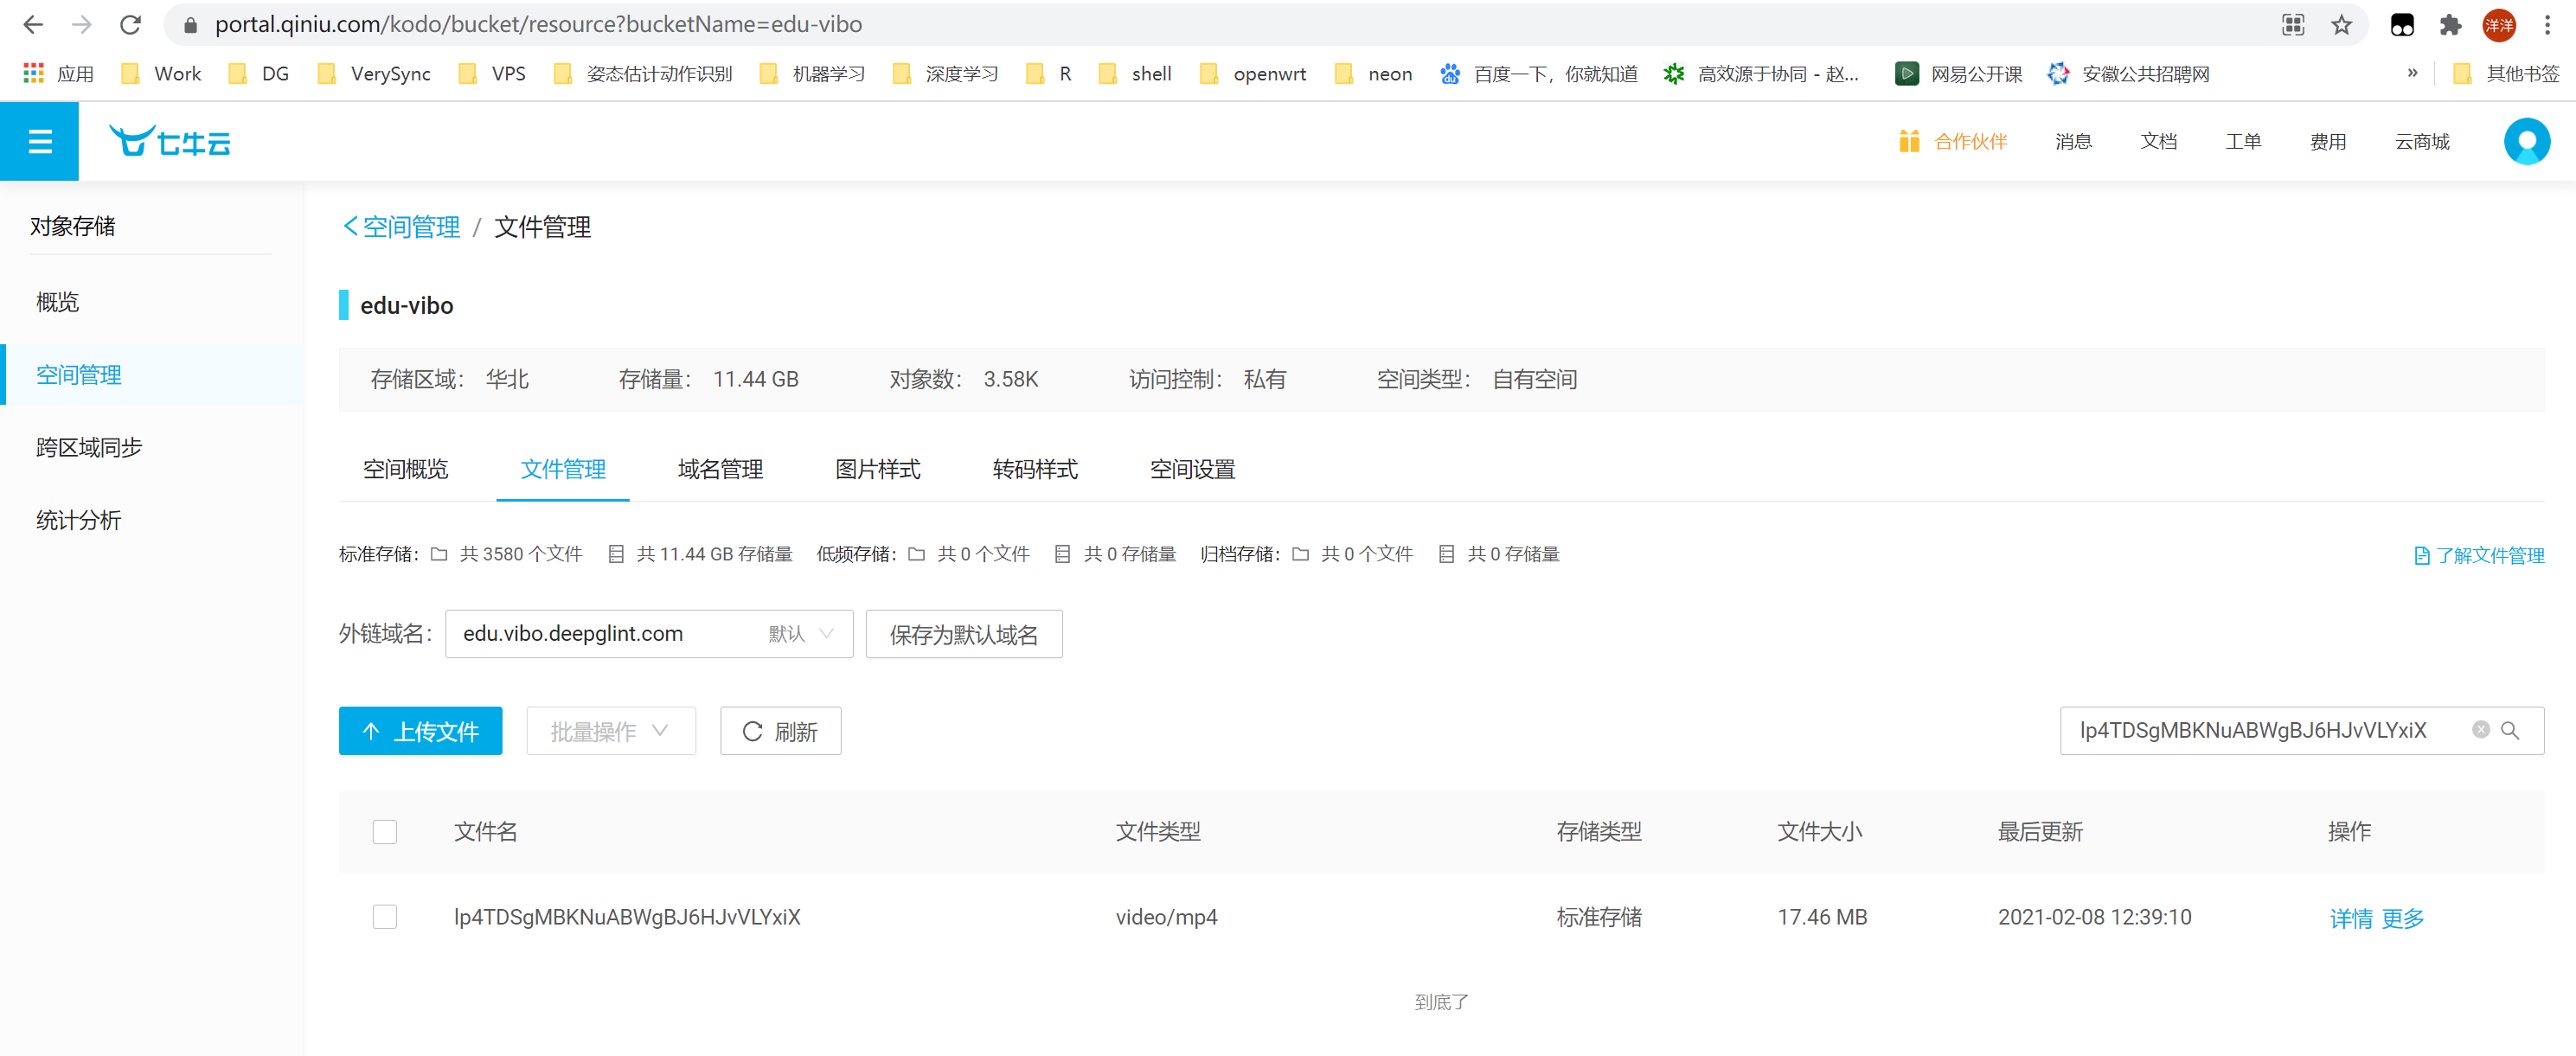 portal.qiniu.com/kodo/bucket/resource?bucketName=edu-vibo
洋洋
应用 Work DG VerySync VPS 姿态估计动作识别 机器学习 深度学习 R shell openwrt neon 百度一下，你就知道 高效源于协同 - 赵... 网易公开课 安徽公共招聘网 » 其他书签
七牛云 合作伙伴 消息 文档 工单 费用 云商城
对象存储
概览
空间管理
跨区域同步
统计分析
空间管理 / 文件管理
edu-vibo
存储区域： 华北 存储量： 11.44 GB 对象数： 3.58K 访问控制： 私有 空间类型： 自有空间
空间概览 文件管理 域名管理 图片样式 转码样式 空间设置
标准存储： 共 3580 个文件 共 11.44 GB 存储量 低频存储： 共 0 个文件 共 0 存储量 归档存储： 共 0 个文件 共 0 存储量 了解文件管理
外链域名： edu.vibo.deepglint.com 默认 保存为默认域名
上传文件 批量操作 刷新 lp4TDSgMBKNuABWgBJ6HJvVLYxiX
文件名 文件类型 存储类型 文件大小 最后更新 操作
lp4TDSgMBKNuABWgBJ6HJvVLYxiX video/mp4 标准存储 17.46 MB 2021-02-08 12:39:10 详情 更多
到底了